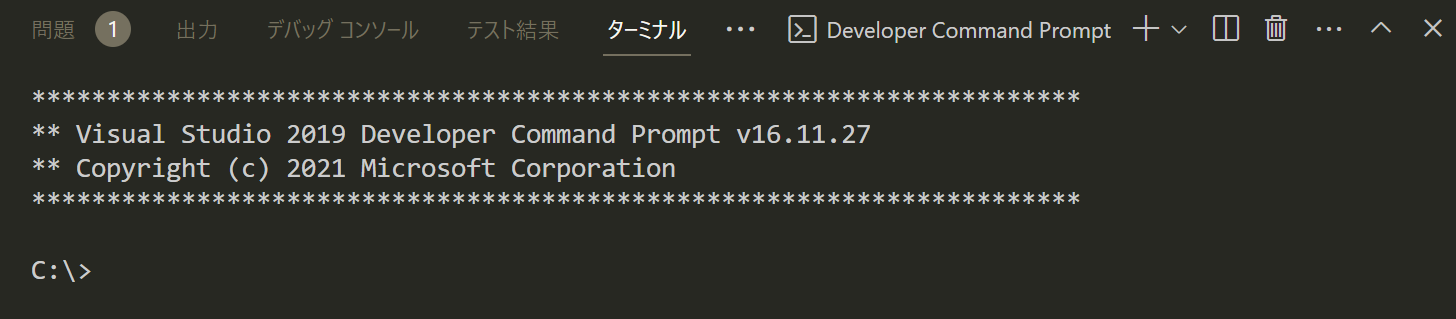 問題 1 出力 デバッグ コンソール テスト結果 ターミナル ··· Developer Command Prompt ···
**********************************************************************
** Visual Studio 2019 Developer Command Prompt v16.11.27
** Copyright (c) 2021 Microsoft Corporation
**********************************************************************
C:\>